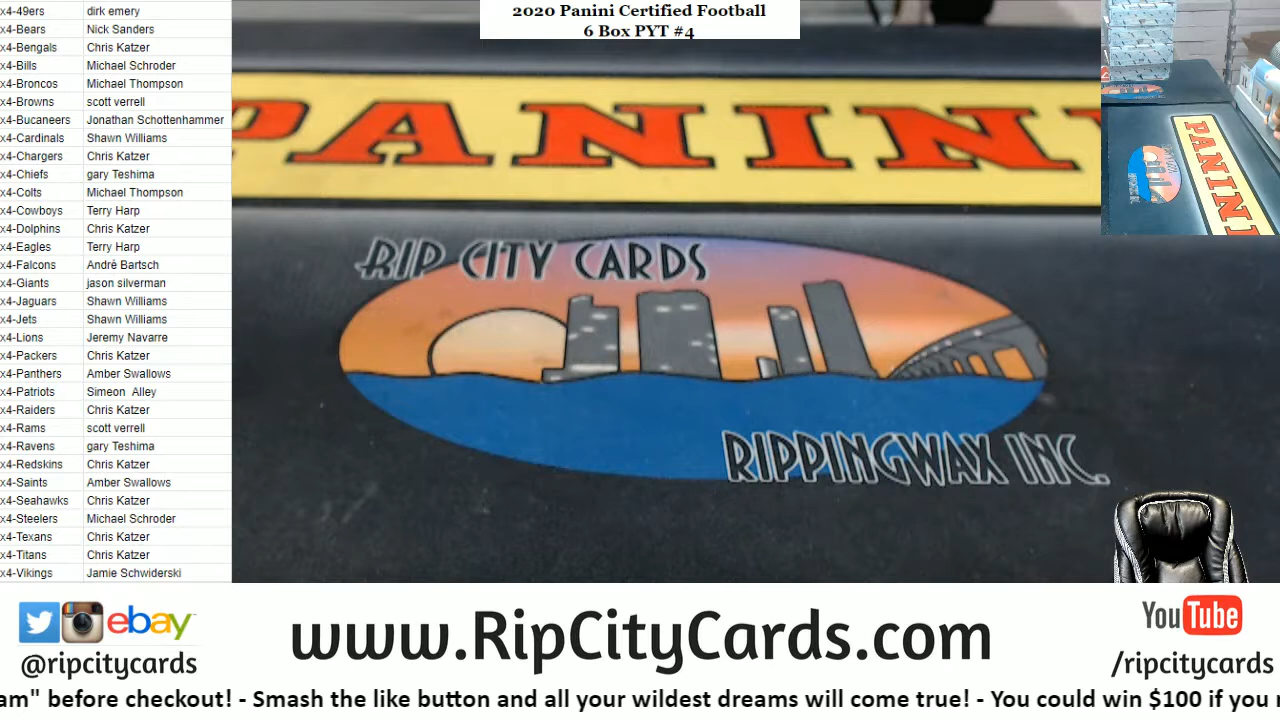 x4-49ers dirk emery
x4-Bears Nick Sanders
x4-Bengals Chris Katzer
x4-Bills Michael Schroder
x4-Broncos Michael Thompson
x4-Browns scott verrell
x4-Bucaneers Jonathan Schottenhammer
x4-Cardinals Shawn Williams
x4-Chargers Chris Katzer
x4-Chiefs gary Teshima
x4-Colts Michael Thompson
x4-Cowboys Terry Harp
x4-Dolphins Chris Katzer
x4-Eagles Terry Harp
x4-Falcons André Bartsch
x4-Giants jason silverman
x4-Jaguars Shawn Williams
x4-Jets Shawn Williams
x4-Lions Jeremy Navarre
x4-Packers Chris Katzer
x4-Panthers Amber Swallows
x4-Patriots Simeon Alley
x4-Raiders Chris Katzer
x4-Rams scott verrell
x4-Ravens gary Teshima
x4-Redskins Chris Katzer
x4-Saints Amber Swallows
x4-Seahawks Chris Katzer
x4-Steelers Michael Schroder
x4-Texans Chris Katzer
x4-Titans Chris Katzer
x4-Vikings Jamie Schwiderski
2020 Panini Certified Football
6 Box PYT #4
PANINI
RIP CITY CARDS
RIPPINGWAX INC.
PANINI
ebay
@ripcitycards
www.RipCityCards.com
YouTube
/ripcitycards
am" before checkout! - Smash the like button and all your wildest dreams will come true! - You could win $100 if you